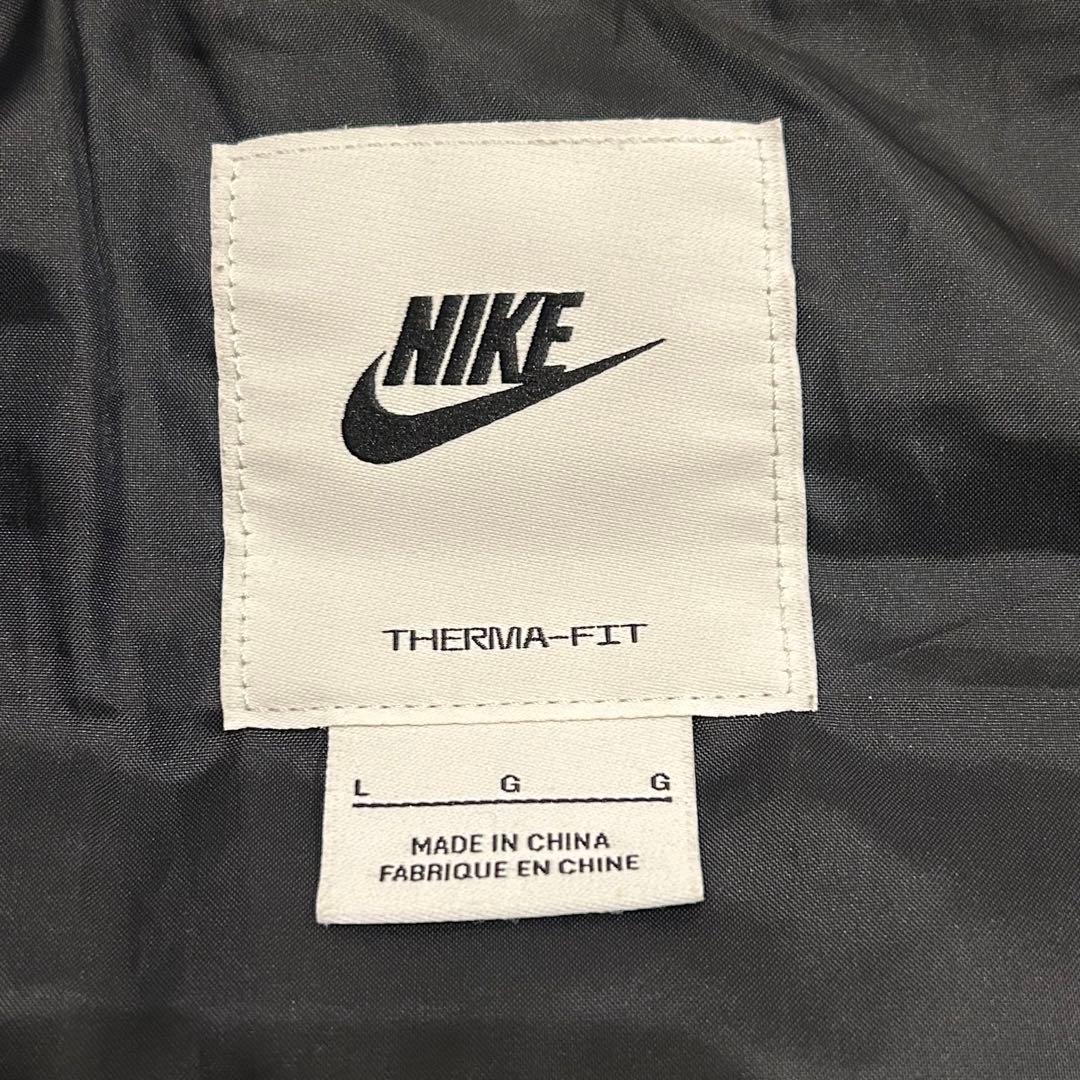 NIKE
THERMA-FIT
L G G
MADE IN CHINA
FABRIQUE EN CHINE